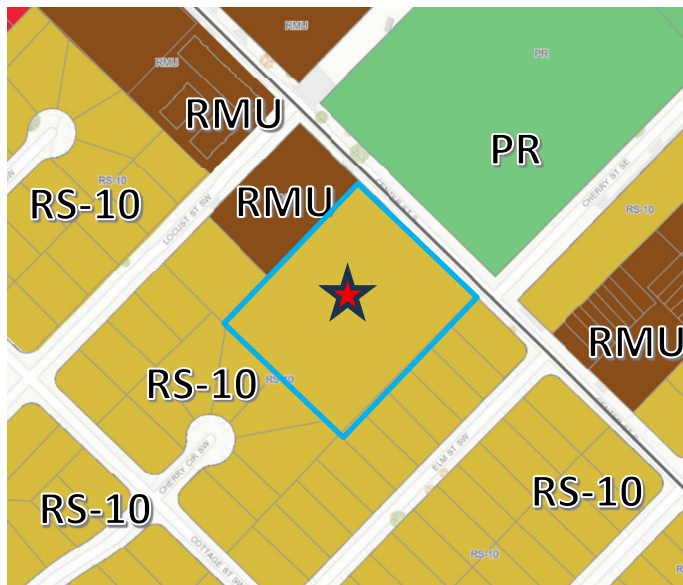 RMU
RMU
PR
RMU
PR
RS-10
CHERRY ST SE
RS-10
LOCUST ST SW
RMU
RS-10
RMU
RS-10
RS-10
ELM ST SW
CHERRY CIR SW
RS-10
RS-10
COTTAGE ST SW
RS-10